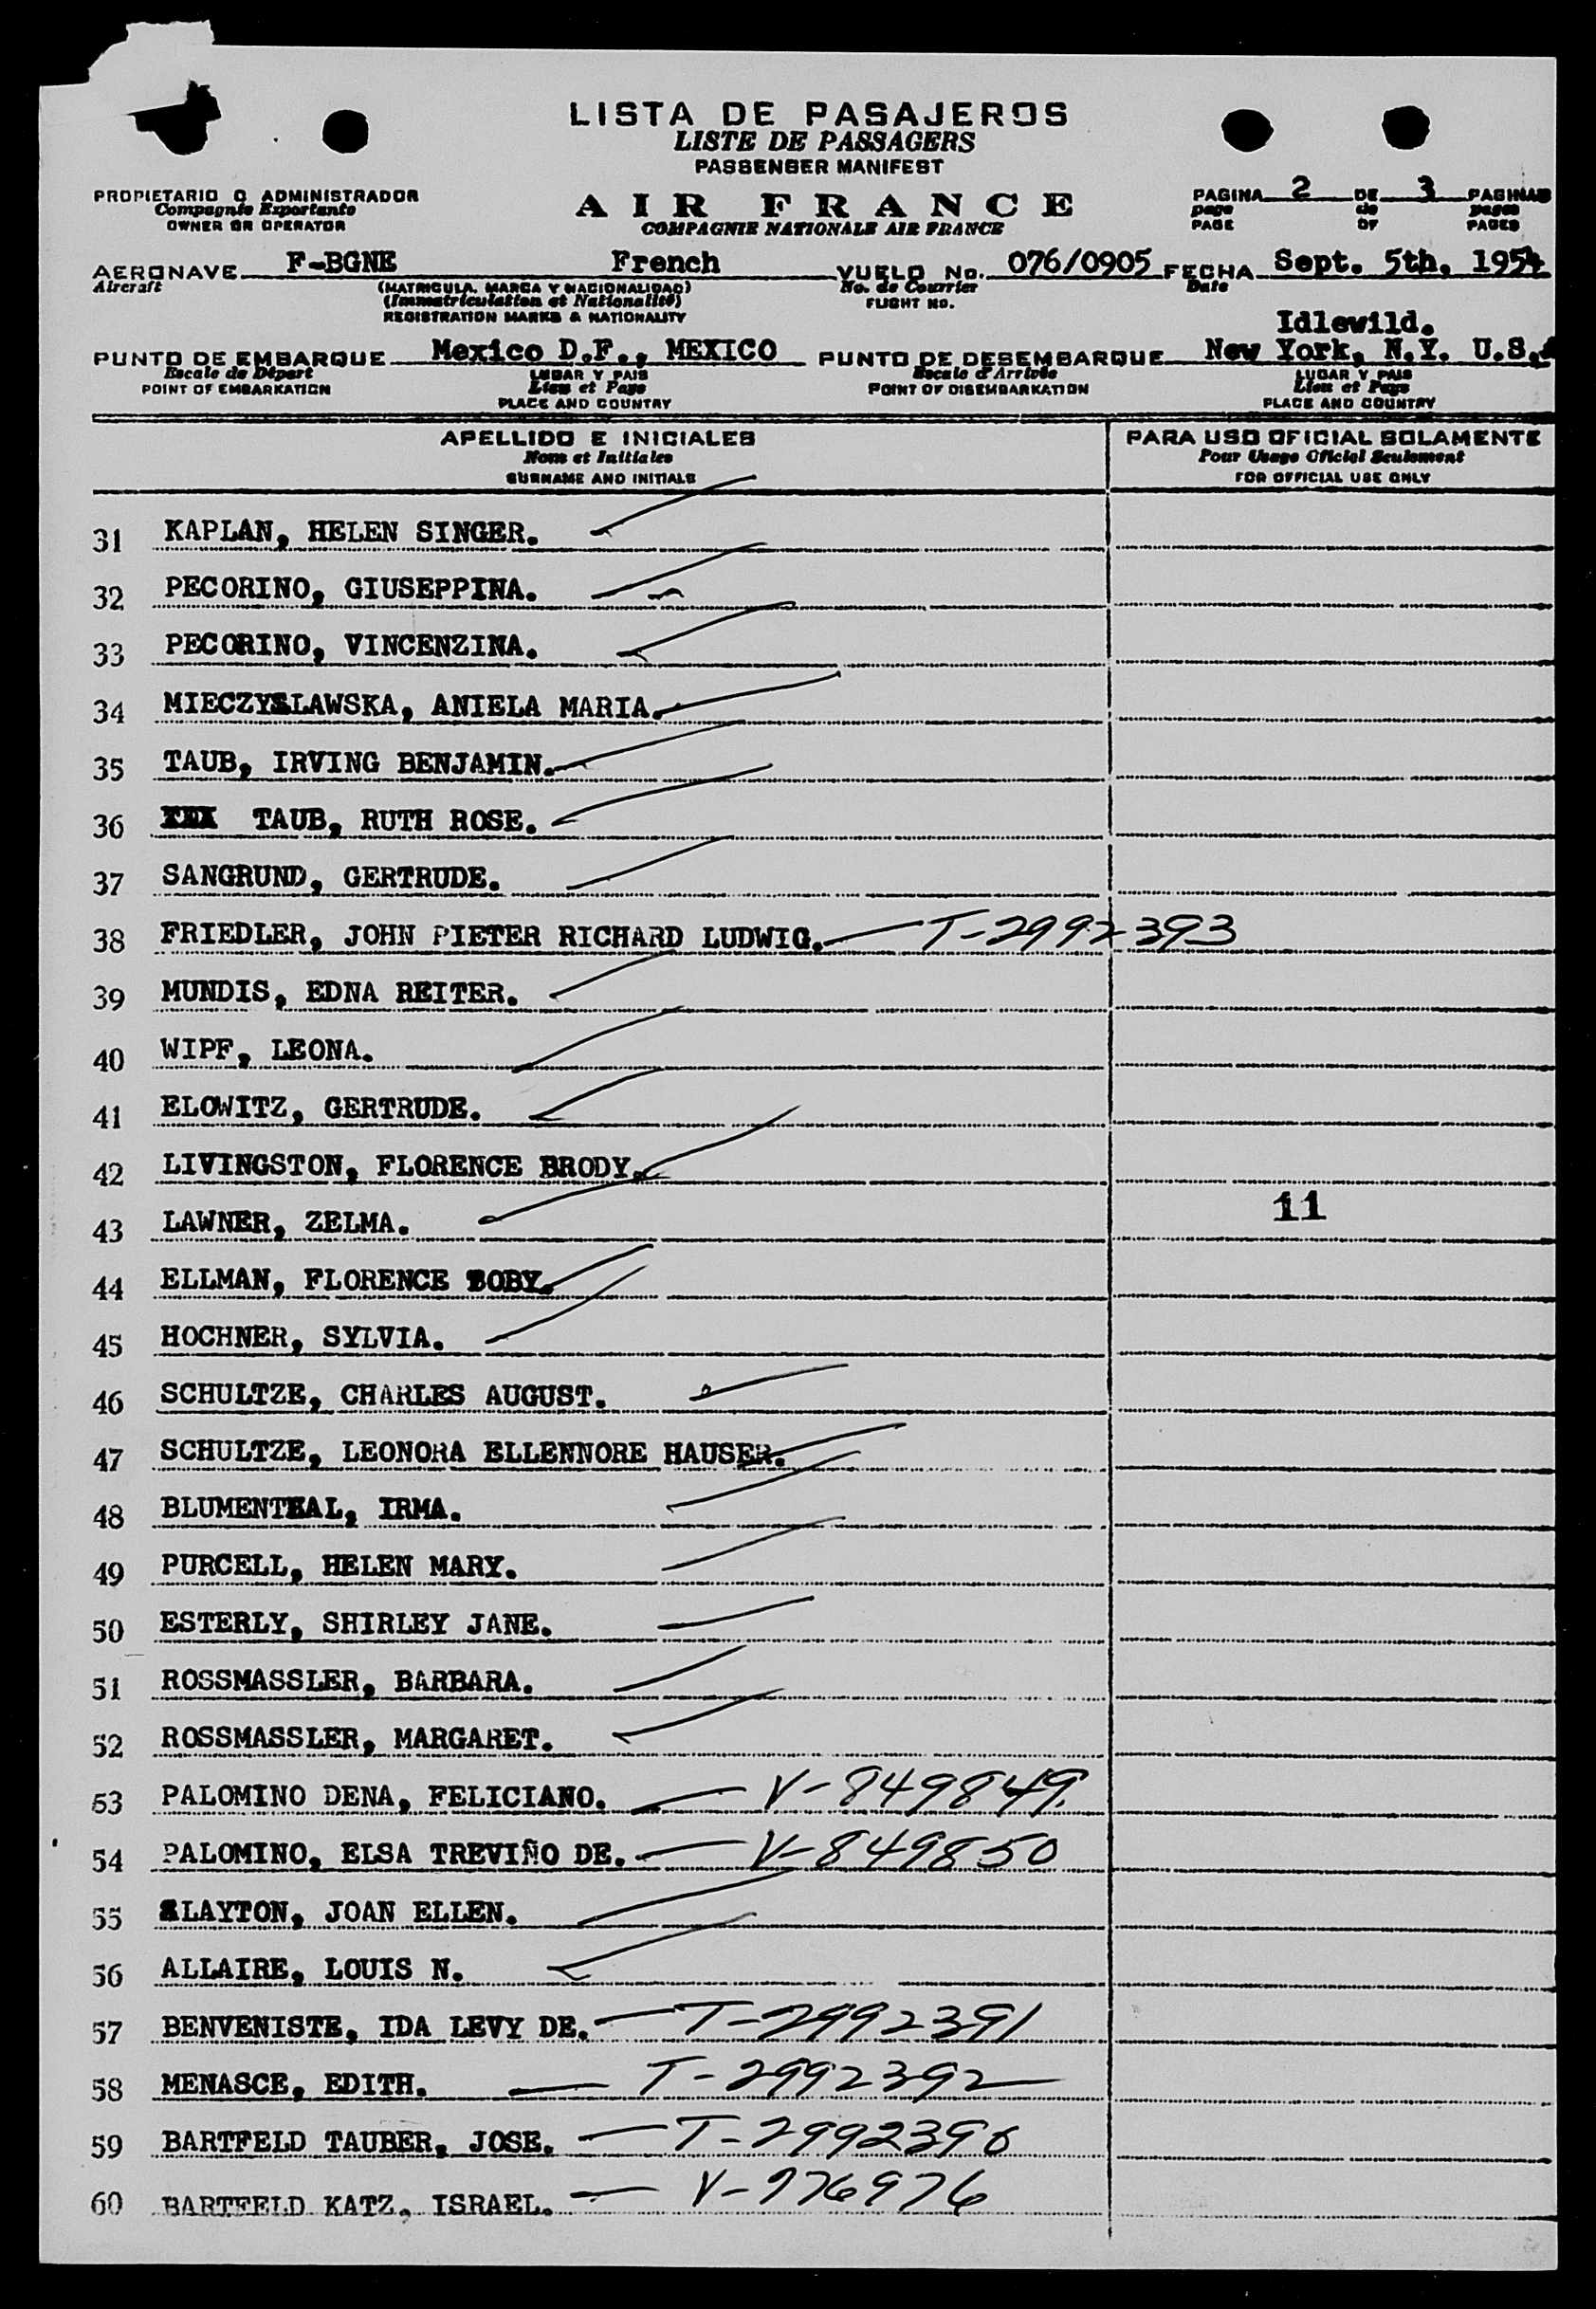 LISTA DE PASAJEROS
LISTE DE PASSAGERS
PASSENGER MANIFEST
PROPIETARIO O ADMINISTRADOR
Compagnie Exportante
OWNER OR OPERATOR
AIR FRANCE
COMPAGNIE NATIONALE AIR FRANCE
PAGINA 2 DE 3 PAGINAS
page de pages
PAGE OF PAGES
AERONAVE F-BGNE French VUELO No. 076/0905 FECHA Sept. 5th, 1954
Aircraft (MATRICULA, MARCA Y NACIONALIDAD) No. de Courrier Date
(Immatriculation et Nationalité) FLIGHT NO.
REGISTRATION MARKS & NATIONALITY
Idlewild.
PUNTO DE EMBARQUE Mexico D.F., MEXICO PUNTO DE DESEMBARQUE New York, N.Y. U.S.
Escale de Départ LUGAR Y PAIS Escale d'Arrivée LUGAR Y PAIS
POINT OF EMBARKATION Lieu et Pays POINT OF DISEMBARKATION Lieu et Pays
PLACE AND COUNTRY PLACE AND COUNTRY
APELLIDO E INICIALES PARA USO OFICIAL SOLAMENTE
Nom et Initiales Pour Usage Oficiel Seulement
SURNAME AND INITIALS FOR OFFICIAL USE ONLY
31 KAPLAN, HELEN SINGER.
32 PECORINO, GIUSEPPINA.
33 PECORINO, VINCENZINA.
34 MIECZYSLAWSKA, ANIELA MARIA.
35 TAUB, IRVING BENJAMIN.
36 TAUB, RUTH ROSE.
37 SANGRUND, GERTRUDE.
38 FRIEDLER, JOHN PIETER RICHARD LUDWIG. T-2992393
39 MUNDIS, EDNA REITER.
40 WIPF, LEONA.
41 ELOWITZ, GERTRUDE.
42 LIVINGSTON, FLORENCE BRODY.
43 LAWNER, ZELMA. 11
44 ELLMAN, FLORENCE BOBY.
45 HOCHNER, SYLVIA.
46 SCHULTZE, CHARLES AUGUST.
47 SCHULTZE, LEONORA ELLENNORE HAUSER.
48 BLUMENTHAL, IRMA.
49 PURCELL, HELEN MARY.
50 ESTERLY, SHIRLEY JANE.
51 ROSSMASSLER, BARBARA.
52 ROSSMASSLER, MARGARET.
53 PALOMINO DENA, FELICIANO. V-849849.
54 PALOMINO, ELSA TREVIÑO DE. V-849850
55 SLAYTON, JOAN ELLEN.
56 ALLAIRE, LOUIS N.
57 BENVENISTE, IDA LEVY DE. T-2992391
58 MENASCE, EDITH. T-2992392
59 BARTFELD TAUBER, JOSE. T-2992390
60 BARTFELD KATZ, ISRAEL. V-976976